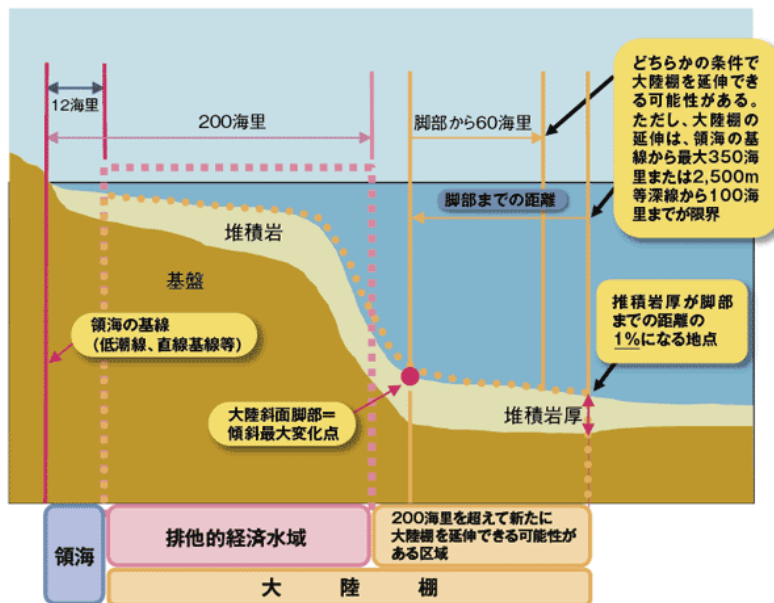 12海里
200海里
脚部から60海里
どちらかの条件で
大陸棚を延伸でき
る可能性がある。
ただし、大陸棚の
延伸は、領海の基
線から最大350海
里または2,500m
等深線から100海
里までが限界
脚部までの距離
堆積岩
基盤
領海の基線
(低潮線、直線基線等)
推積岩厚が脚部
までの距離の
1%になる地点
大陸斜面脚部=
傾斜最大変化点
堆積岩厚
領海
排他的経済水域
200海里を超えて新たに
大陸棚を延伸できる可能性が
ある区域
大陸棚